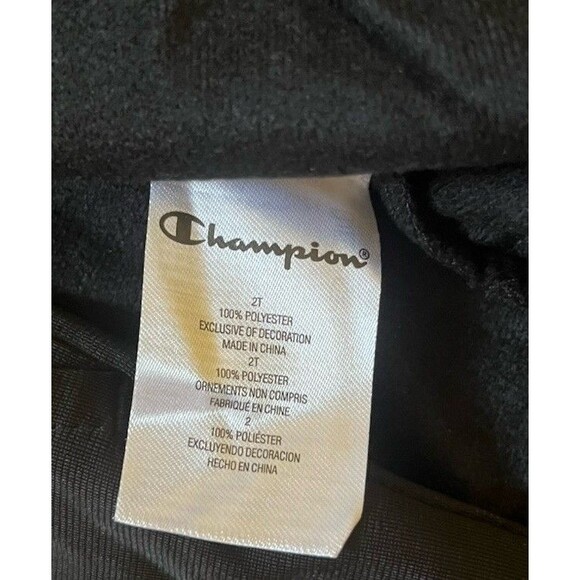 Champion®
2T
100% POLYESTER
EXCLUSIVE OF DECORATION
MADE IN CHINA
2T
100% POLYESTER
ORNEMENTS NON COMPRIS
FABRIQUÉ EN CHINE
2
100% POLIÉSTER
EXCLUYENDO DECORACION
HECHO EN CHINA